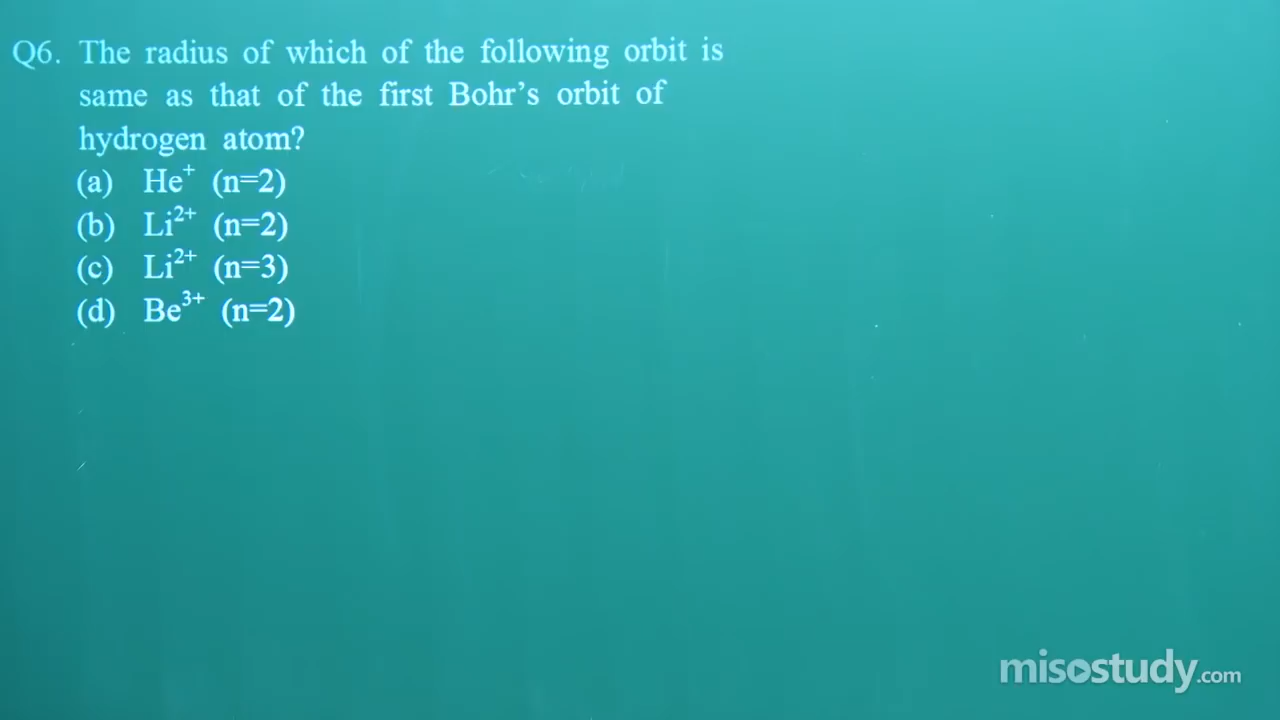 Q6. The radius of which of the following orbit is
same as that of the first Bohr's orbit of
hydrogen atom?
(a) He⁺ (n=2)
(b) Li²⁺ (n=2)
(c) Li²⁺ (n=3)
(d) Be³⁺ (n=2)
misostudy.com